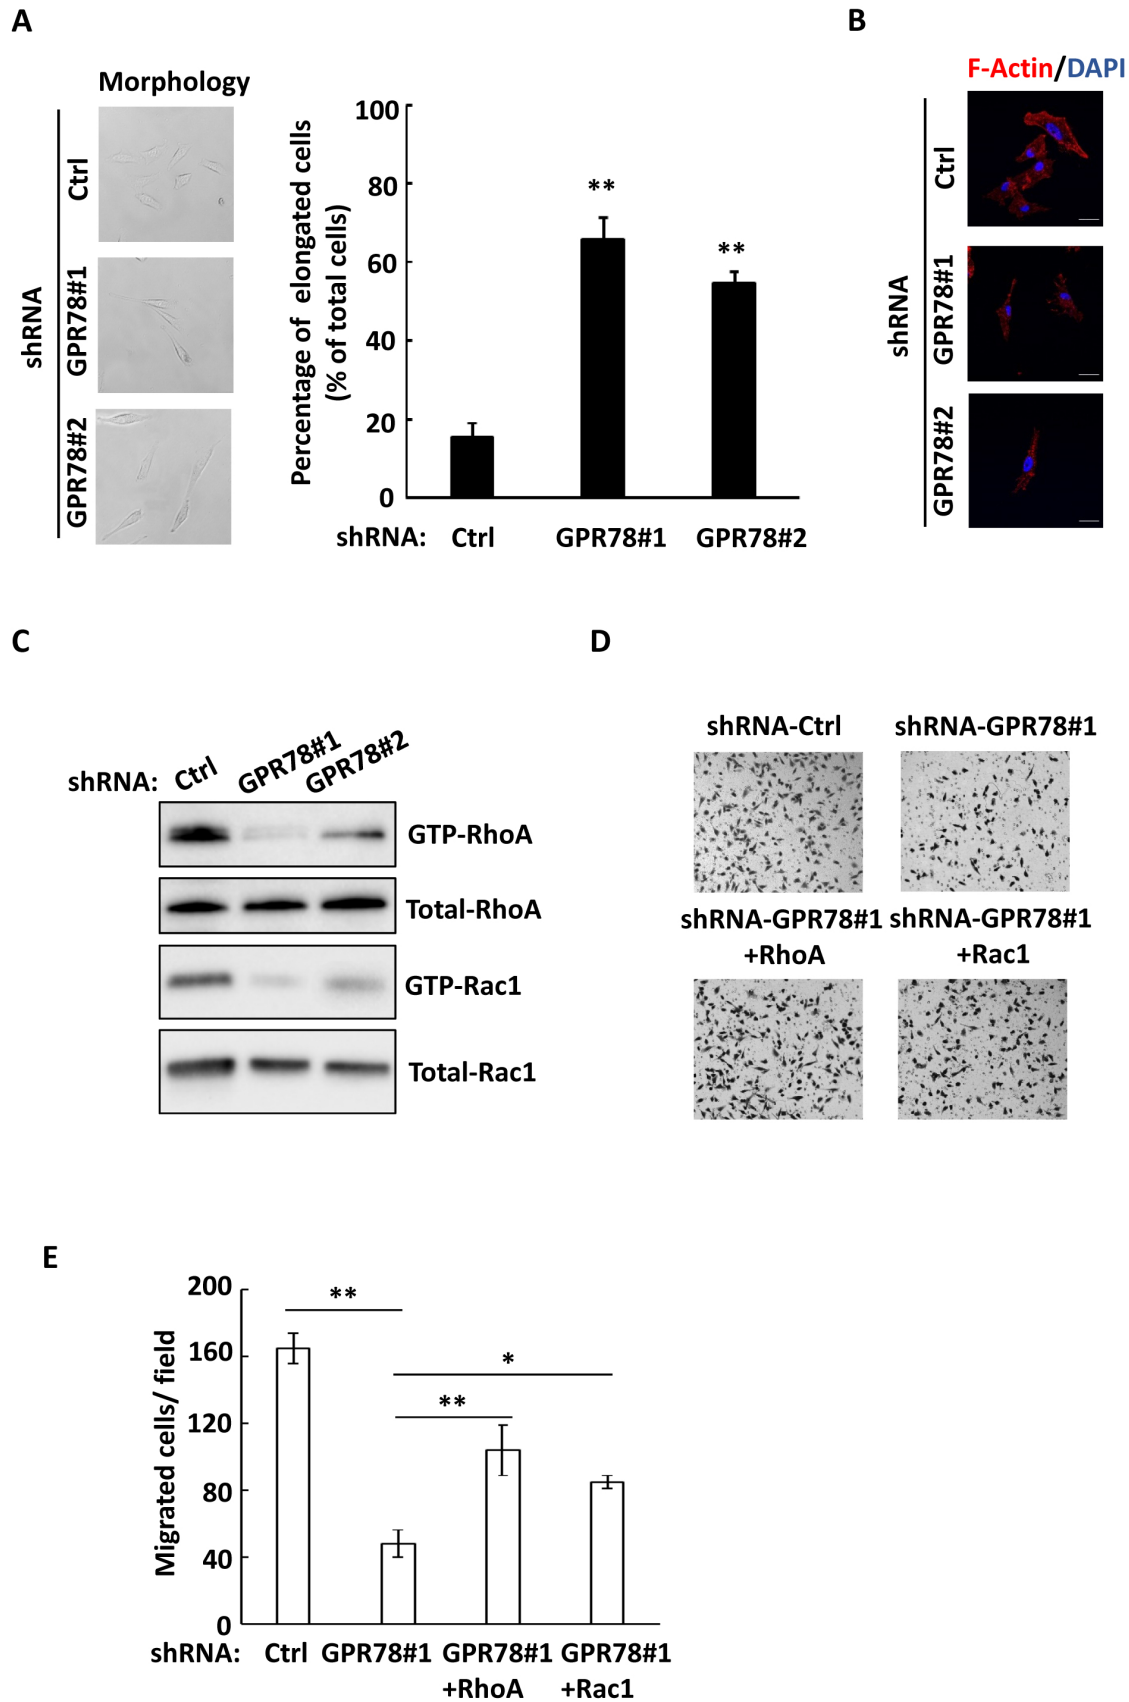 A
B
Morphology
F-Actin/DAPI
shRNA
Ctrl
GPR78#1
GPR78#2
Percentage of elongated cells
(% of total cells)
100
80
60
40
20
0
**
**
shRNA: Ctrl GPR78#1 GPR78#2
shRNA
Ctrl
GPR78#1
GPR78#2
C
D
shRNA: Ctrl GPR78#1 GPR78#2
GTP-RhoA
Total-RhoA
GTP-Rac1
Total-Rac1
shRNA-Ctrl
shRNA-GPR78#1
shRNA-GPR78#1
+RhoA
shRNA-GPR78#1
+Rac1
E
Migrated cells/ field
200
160
120
80
40
0
**
*
**
shRNA: Ctrl GPR78#1 GPR78#1 GPR78#1
+RhoA +Rac1